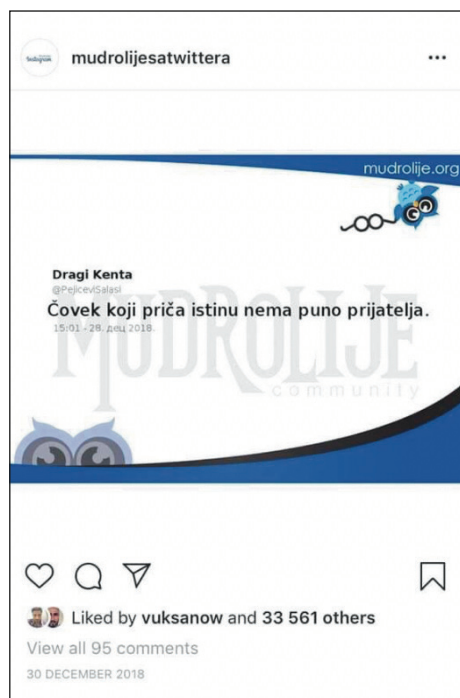 mudrolijesatwittera
mudrolije.org
Dragi Kenta
@PejiceviSalasi
Čovek koji priča istinu nema puno prijatelja.
15:01 - 28. дец 2018.
MUDROLIJE
community
Liked by vuksanow and 33 561 others
View all 95 comments
30 DECEMBER 2018